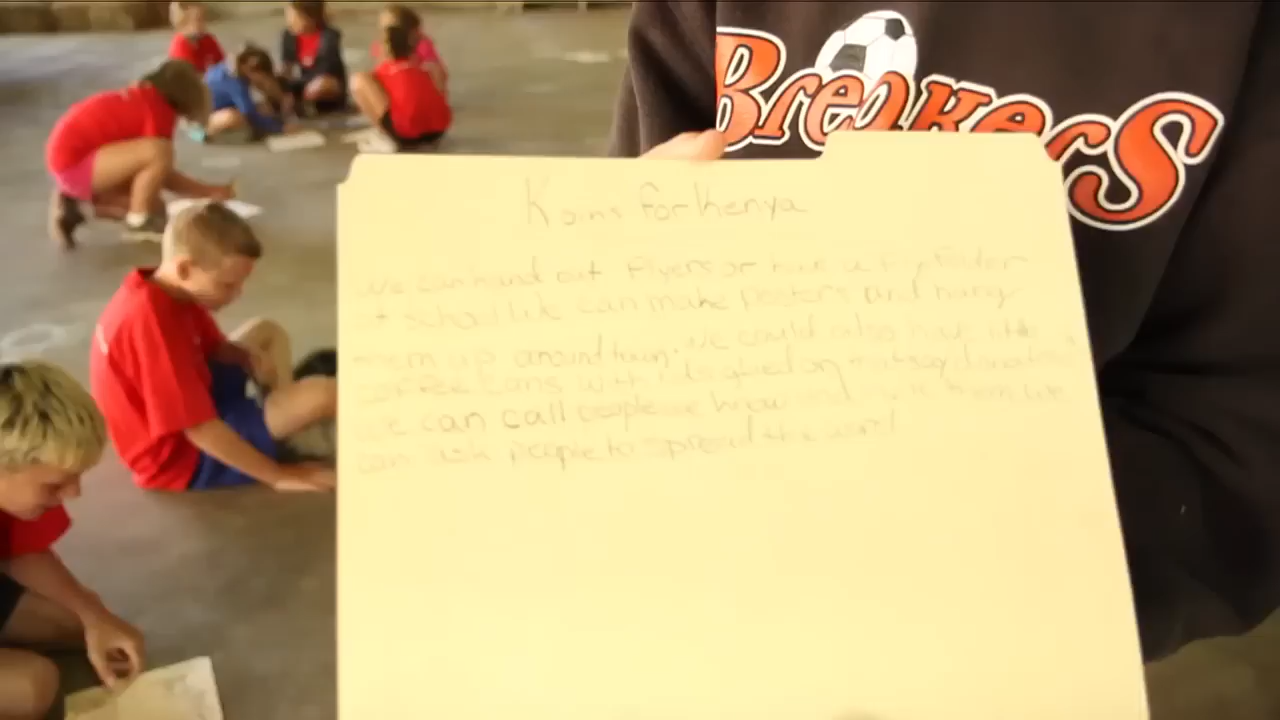 Breakers
Koins for Kenya
We can hand out flyers or have a
at school. We can make posters and hang
them up around town. We could also have little
coffee cans with
we can call people we know and
can ask people to spread the word